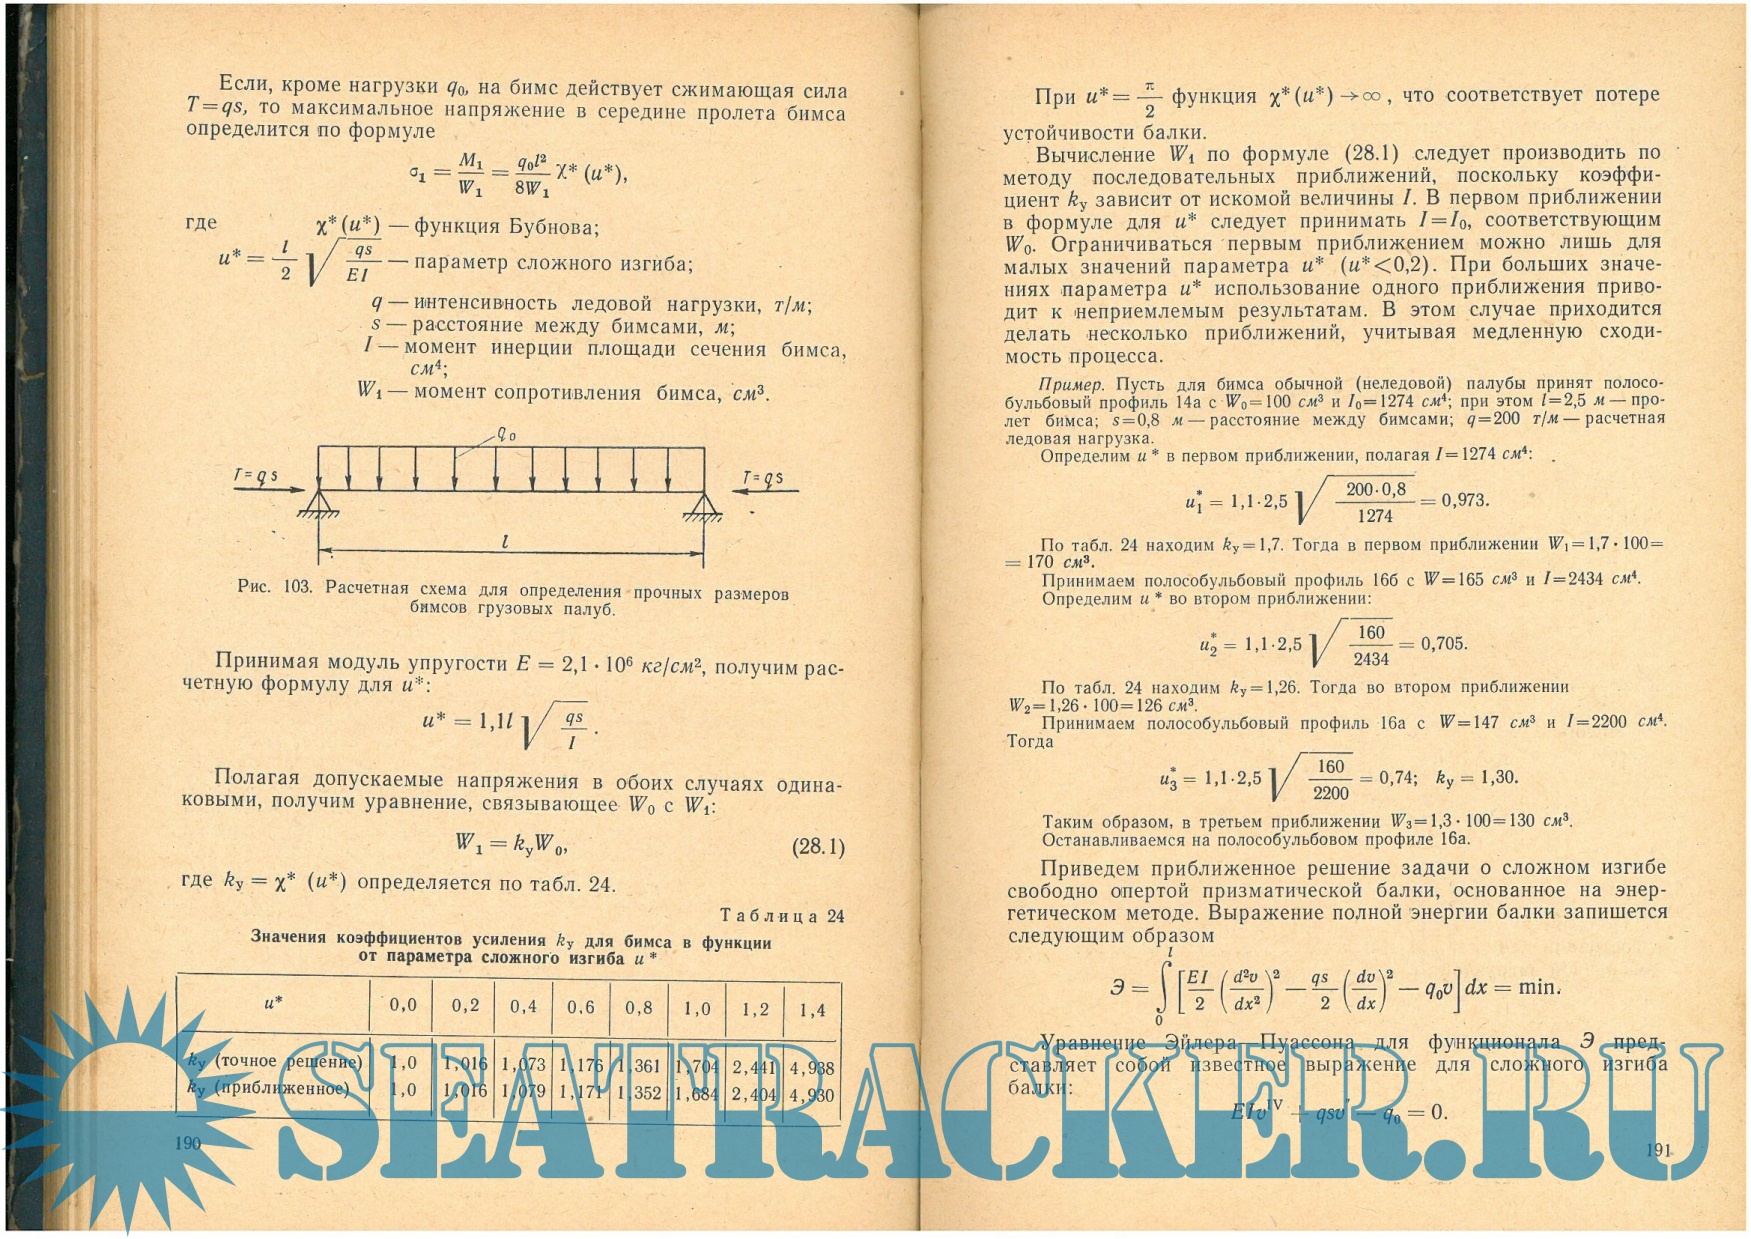 Если, кроме нагрузки q₀, на бимс действует сжимающая сила
T=qs, то максимальное напряжение в середине пролета бимса
определится по формуле
σ₁ = M₁/W₁ = q₀l²/8W₁ χ* (u*),
где χ* (u*) — функция Бубнова;
u* = l/2 √(qs/EI) — параметр сложного изгиба;
q — интенсивность ледовой нагрузки, т/м;
s — расстояние между бимсами, м;
I — момент инерции площади сечения бимса,
см⁴;
W₁ — момент сопротивления бимса, см³.
q₀
T=qs T=qs
l
Рис. 103. Расчетная схема для определения прочных размеров
бимсов грузовых палуб.
Принимая модуль упругости E = 2,1 · 10⁶ кг/см², получим рас-
четную формулу для u*:
u* = 1,1l √(qs/I).
Полагая допускаемые напряжения в обоих случаях одина-
ковыми, получим уравнение, связывающее W₀ с W₁:
W₁ = kᵧW₀, (28.1)
где kᵧ = χ* (u*) определяется по табл. 24.
Таблица 24
Значения коэффициентов усиления kᵧ для бимса в функции
от параметра сложного изгиба u*
u* 0,0 0,2 0,4 0.6 0,8 1,0 1,2 1,4
kᵧ (точное решение) 1,0 1,016 1,073 1,176 1,361 1,704 2,441 4,938
kᵧ (приближенное) 1,0 1,016 1,079 1,171 1,352 1,684 2,404 4,930
190
При u* = π/2 функция χ* (u*) → ∞, что соответствует потере
устойчивости балки.
Вычисление W₁ по формуле (28.1) следует производить по
методу последовательных приближений, поскольку коэффи-
циент kᵧ зависит от искомой величины I. В первом приближении
в формуле для u* следует принимать I=I₀, соответствующим
W₀. Ограничиваться первым приближением можно лишь для
малых значений параметра u* (u*<0,2). При больших значе-
ниях параметра u* использование одного приближения приво-
дит к неприемлемым результатам. В этом случае приходится
делать несколько приближений, учитывая медленную сходи-
мость процесса.
Пример. Пусть для бимса обычной (неледовой) палубы принят полосо-
бульбовый профиль 14а с W₀=100 см³ и I₀=1274 см⁴; при этом l=2,5 м — про-
лет бимса; s=0,8 м — расстояние между бимсами; q=200 т/м — расчетная
ледовая нагрузка.
Определим u* в первом приближении, полагая I=1274 см⁴:
u₁* = 1,1·2,5 √(200·0,8/1274) = 0,973.
По табл. 24 находим kᵧ=1,7. Тогда в первом приближении W₁=1,7·100=
= 170 см³.
Принимаем полособульбовый профиль 16б с W=165 см³ и I=2434 см⁴.
Определим u* во втором приближении:
u₂* = 1,1·2,5 √(160/2434) = 0,705.
По табл. 24 находим kᵧ=1,26. Тогда во втором приближении
W₂=1,26·100=126 см³.
Принимаем полособульбовый профиль 16а с W=147 см³ и I=2200 см⁴.
Тогда
u₃* = 1,1·2,5 √(160/2200) = 0,74; kᵧ = 1,30.
Таким образом, в третьем приближении W₃=1,3·100=130 см³.
Останавливаемся на полособульбовом профиле 16а.
Приведем приближенное решение задачи о сложном изгибе
свободно опертой призматической балки, основанное на энер-
гетическом методе. Выражение полной энергии балки запишется
следующим образом
Э = ∫₀ˡ [EI/2 (d²v/dx²)² — qs/2 (dv/dx)² — q₀v] dx = min.
Уравнение Эйлера—Пуассона для функционала Э пред-
ставляет собой известное выражение для сложного изгиба
балки:
EIvᴵⱽ + qsv″ — q₀ = 0.
191
SEATRACKER.RU